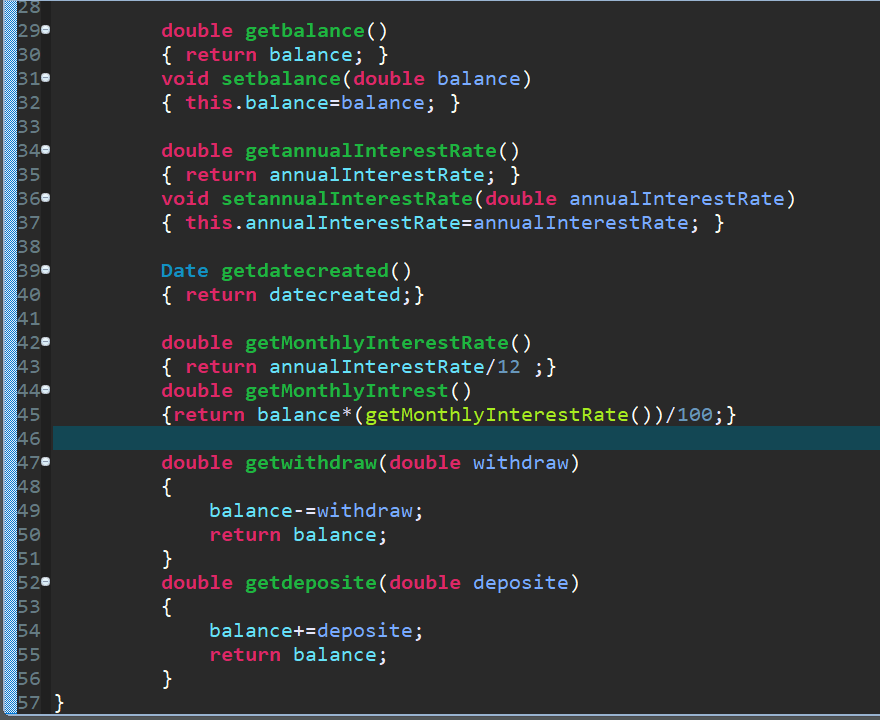 28
29 double getbalance()
30 { return balance; }
31 void setbalance(double balance)
32 { this.balance=balance; }
33
34 double getannualInterestRate()
35 { return annualInterestRate; }
36 void setannualInterestRate(double annualInterestRate)
37 { this.annualInterestRate=annualInterestRate; }
38
39 Date getdatecreated()
40 { return datecreated;}
41
42 double getMonthlyInterestRate()
43 { return annualInterestRate/12 ;}
44 double getMonthlyIntrest()
45 {return balance*(getMonthlyInterestRate())/100;}
46
47 double getwithdraw(double withdraw)
48 {
49 balance-=withdraw;
50 return balance;
51 }
52 double getdeposite(double deposite)
53 {
54 balance+=deposite;
55 return balance;
56 }
57 }